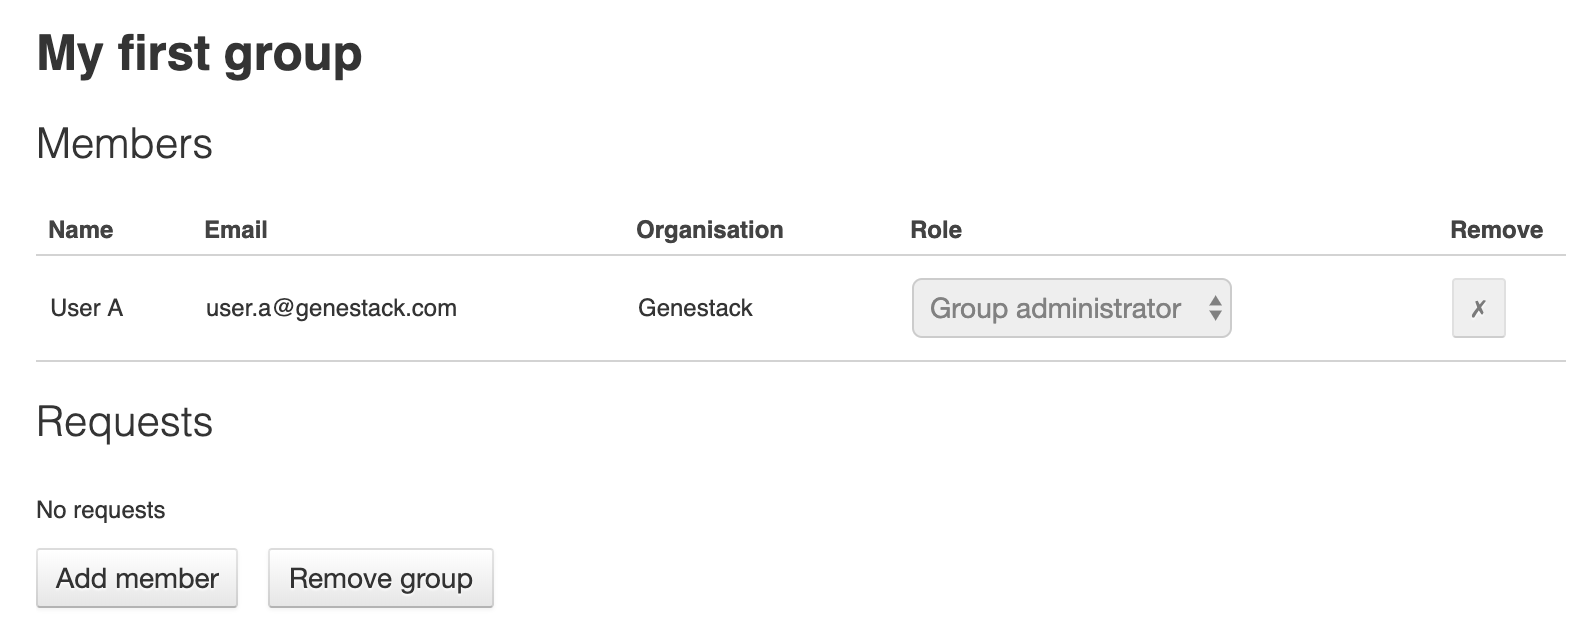 My first group
Members
Name Email Organisation Role Remove
User A user.a@genestack.com Genestack Group administrator ✗
Requests
No requests
Add member Remove group